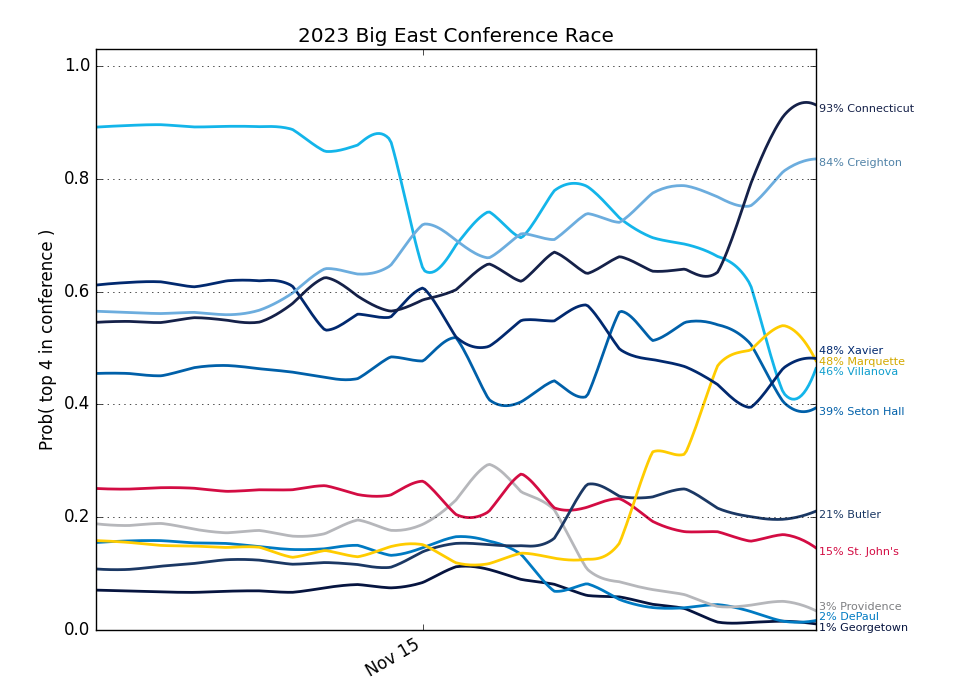 2023 Big East Conference Race
Prob( top 4 in conference )
1.0
0.8
0.6
0.4
0.2
0.0
Nov 15
93% Connecticut
84% Creighton
48% Xavier
48% Marquette
46% Villanova
39% Seton Hall
21% Butler
15% St. John's
3% Providence
2% DePaul
1% Georgetown